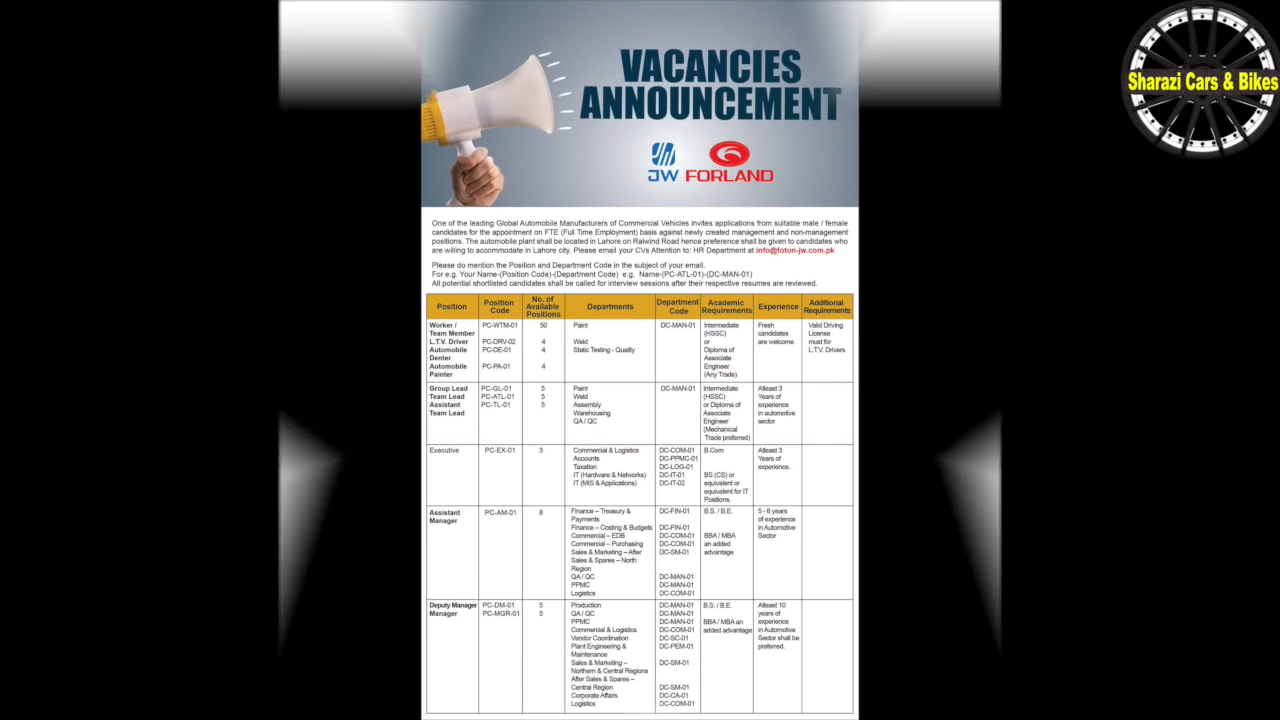 VACANCIES
ANNOUNCEMENT
JW FORLAND
Sharazi Cars & Bikes
One of the leading Global Automobile Manufacturers of Commercial Vehicles invites applications from suitable male / female
candidates for the appointment on FTE (Full Time Employment) basis against newly created management and non-management
positions. The automobile plant shall be located in Lahore on Raiwind Road hence preference shall be given to candidates who
are willing to accommodate in Lahore city. Please email your CVs Attention to: HR Department at info@foton-jw.com.pk
Please do mention the Position and Department Code in the subject of your email.
For e.g. Your Name-(Position Code)-(Department Code) e.g. Name-(PC-ATL-01)-(DC-MAN-01)
All potential shortlisted candidates shall be called for interview sessions after their respective resumes are reviewed.
Position
Position
Code
No. of
Available
Positions
Departments
Department
Code
Academic
Requirements
Experience
Additional
Requirements
Worker /
Team Member
L.T.V. Driver
Automobile
Denter
Automobile
Painter
PC-WTM-01
PC-DRV-02
PC-DE-01
PC-PA-01
50
4
4
4
Paint
Weld
Static Testing - Quality
DC-MAN-01
Intermediate
(HSSC)
or
Diploma of
Associate
Engineer
(Any Trade)
Fresh
candidates
are welcome
Valid Driving
License
must for
L.T.V. Drivers
Group Lead
Team Lead
Assistant
Team Lead
PC-GL-01
PC-ATL-01
PC-TL-01
5
5
5
Paint
Weld
Assembly
Warehousing
QA / QC
DC-MAN-01
Intermediate
(HSSC)
or Diploma of
Associate
Engineer
(Mechanical
Trade preferred)
Atleast 3
Years of
experience
in automotive
sector
Executive
PC-EX-01
3
Commercial & Logistics
Accounts
Taxation
IT (Hardware & Networks)
IT (MIS & Applications)
DC-COM-01
DC-PPMC-01
DC-LOG-01
DC-IT-01
DC-IT-02
B.Com
BS (CS) or
equivalent or
equivalent for IT
Positions.
Atleast 3
Years of
experience.
Assistant
Manager
PC-AM-01
8
Finance – Treasury &
Payments
Finance – Costing & Budgets
Commercial – EDB
Commercial – Purchasing
Sales & Marketing – After
Sales & Spares – North
Region
QA / QC
PPMC
Logistics
DC-FIN-01
DC-FIN-01
DC-COM-01
DC-COM-01
DC-SM-01
DC-MAN-01
DC-MAN-01
DC-COM-01
B.S. / B.E.
BBA / MBA
an added
advantage
5 - 6 years
of experience
in Automotive
Sector
Deputy Manager
Manager
PC-DM-01
PC-MGR-01
5
5
Production
QA / QC
PPMC
Commercial & Logistics
Vendor Coordination
Plant Engineering &
Maintenance
Sales & Marketing –
Northern & Central Regions
After Sales & Spares –
Central Region
Corporate Affairs
Logistics
DC-MAN-01
DC-MAN-01
DC-MAN-01
DC-COM-01
DC-SC-01
DC-PEM-01
DC-SM-01
DC-SM-01
DC-CA-01
DC-COM-01
B.S. / B.E.
BBA / MBA an
added advantage
Atleast 10
years of
experience
in Automotive
Sector shall be
preferred.